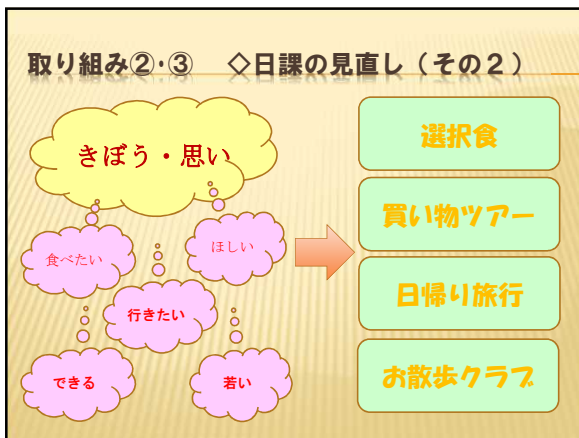 取り組み②・③　◇日課の見直し（その２）
きぼう・思い
食べたい
ほしい
行きたい
できる
若い
選択食
買い物ツアー
日帰り旅行
お散歩クラブ